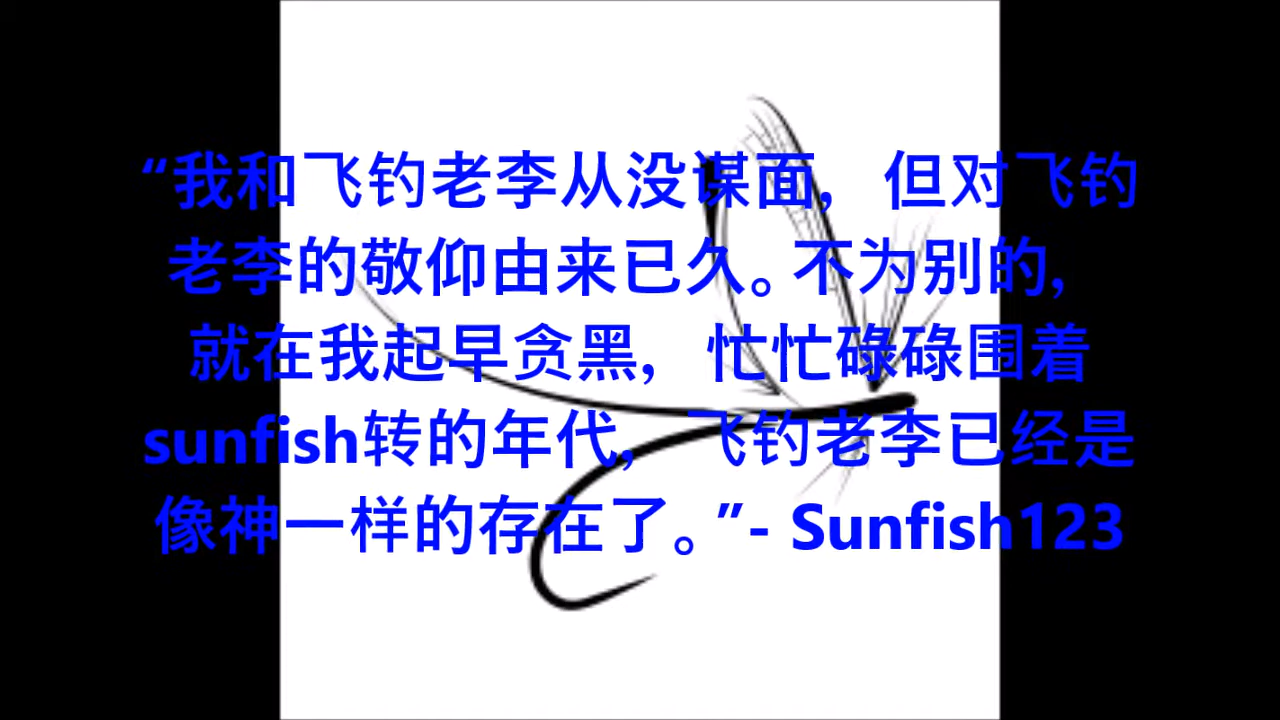 “我和飞钓老李从没谋面，但对飞钓
老李的敬仰由来已久。不为别的，
就在我起早贪黑，忙忙碌碌围着
sunfish转的年代，飞钓老李已经是
像神一样的存在了。”- Sunfish123